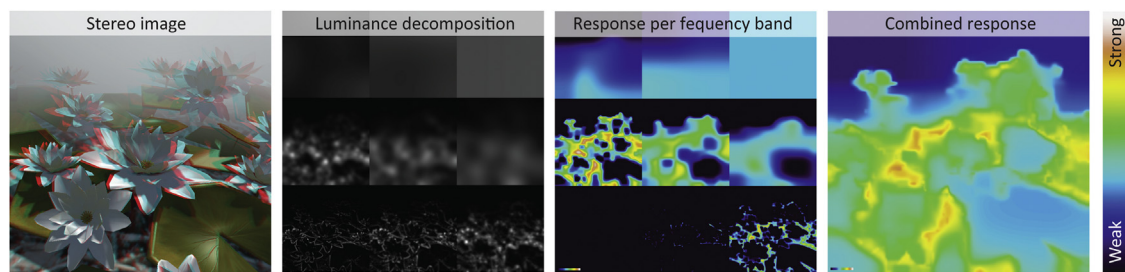 Stereo image
Luminance decomposition
Response per fequency band
Combined response
Strong
Weak